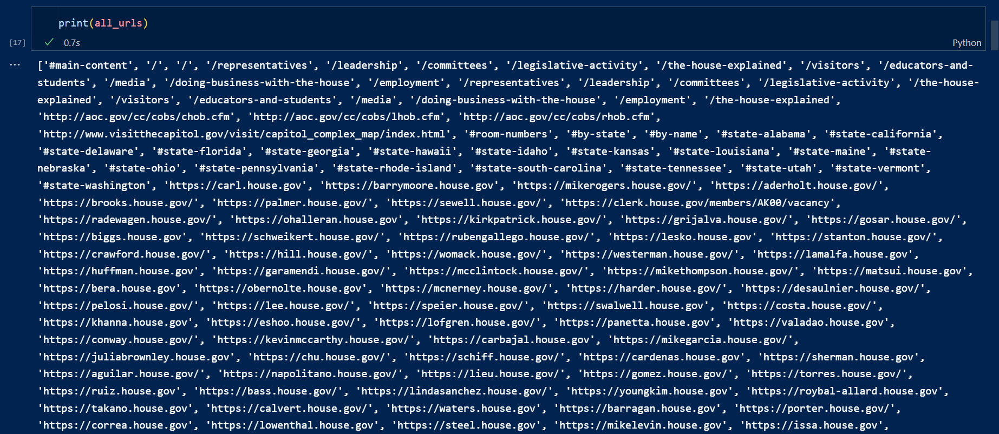 print(all_urls)
[17] 0.7s Python
... ['#main-content', '/', '/', '/representatives', '/leadership', '/committees', '/legislative-activity', '/the-house-explained', '/visitors', '/educators-and-
students', '/media', '/doing-business-with-the-house', '/employment', '/representatives', '/leadership', '/committees', '/legislative-activity', '/the-house-
explained', '/visitors', '/educators-and-students', '/media', '/doing-business-with-the-house', '/employment', '/the-house-explained',
'http://aoc.gov/cc/cobs/chob.cfm', 'http://aoc.gov/cc/cobs/lhob.cfm', 'http://aoc.gov/cc/cobs/rhob.cfm',
'http://www.visitthecapitol.gov/visit/capitol_complex_map/index.html', '#room-numbers', '#by-state', '#by-name', '#state-alabama', '#state-california',
'#state-delaware', '#state-florida', '#state-georgia', '#state-hawaii', '#state-idaho', '#state-kansas', '#state-louisiana', '#state-maine', '#state-
nebraska', '#state-ohio', '#state-pennsylvania', '#state-rhode-island', '#state-south-carolina', '#state-tennessee', '#state-utah', '#state-vermont',
'#state-washington', 'https://carl.house.gov', 'https://barrymoore.house.gov', 'https://mikerogers.house.gov/', 'https://aderholt.house.gov/',
'https://brooks.house.gov/', 'https://palmer.house.gov/', 'https://sewell.house.gov/', 'https://clerk.house.gov/members/AK00/vacancy',
'https://radewagen.house.gov/', 'https://ohalleran.house.gov', 'https://kirkpatrick.house.gov/', 'https://grijalva.house.gov/', 'https://gosar.house.gov/',
'https://biggs.house.gov', 'https://schweikert.house.gov/', 'https://rubengallego.house.gov/', 'https://lesko.house.gov', 'https://stanton.house.gov/',
'https://crawford.house.gov/', 'https://hill.house.gov/', 'https://womack.house.gov/', 'https://westerman.house.gov/', 'https://lamalfa.house.gov',
'https://huffman.house.gov', 'https://garamendi.house.gov/', 'https://mcclintock.house.gov/', 'https://mikethompson.house.gov/', 'https://matsui.house.gov',
'https://bera.house.gov', 'https://obernolte.house.gov', 'https://mcnerney.house.gov/', 'https://harder.house.gov/', 'https://desaulnier.house.gov/',
'https://pelosi.house.gov/', 'https://lee.house.gov/', 'https://speier.house.gov/', 'https://swalwell.house.gov', 'https://costa.house.gov/',
'https://khanna.house.gov', 'https://eshoo.house.gov/', 'https://lofgren.house.gov/', 'https://panetta.house.gov', 'https://valadao.house.gov',
'https://conway.house.gov/', 'https://kevinmccarthy.house.gov/', 'https://carbajal.house.gov', 'https://mikegarcia.house.gov/',
'https://juliabrownley.house.gov', 'https://chu.house.gov/', 'https://schiff.house.gov/', 'https://cardenas.house.gov', 'https://sherman.house.gov',
'https://aguilar.house.gov/', 'https://napolitano.house.gov/', 'https://lieu.house.gov/', 'https://gomez.house.gov/', 'https://torres.house.gov/',
'https://ruiz.house.gov', 'https://bass.house.gov/', 'https://lindasanchez.house.gov/', 'https://youngkim.house.gov', 'https://roybal-allard.house.gov',
'https://takano.house.gov', 'https://calvert.house.gov/', 'https://waters.house.gov', 'https://barragan.house.gov', 'https://porter.house.gov/',
'https://correa.house.gov', 'https://lowenthal.house.gov', 'https://steel.house.gov', 'https://mikelevin.house.gov', 'https://issa.house.gov',